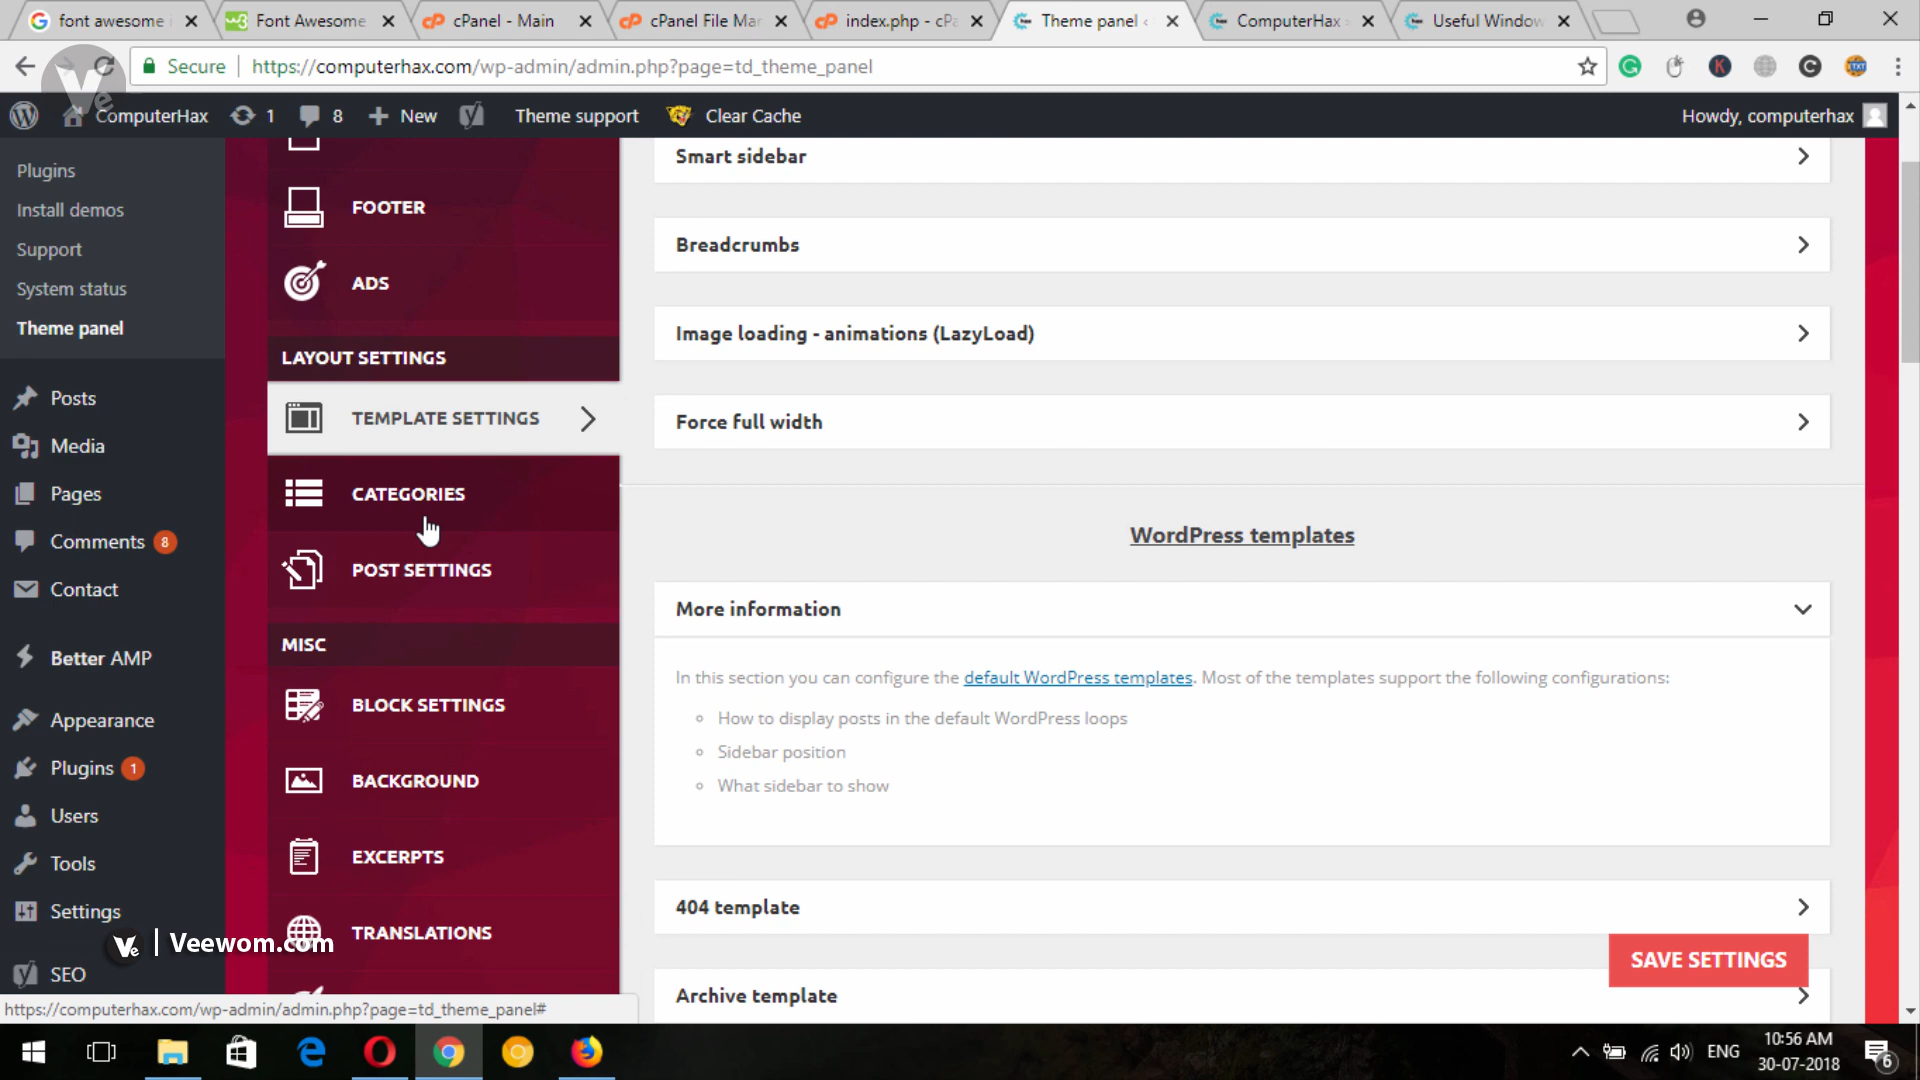 font awesome i
Font Awesome
cPanel - Main
cPanel File Mar
index.php - cPa
Theme panel ‹
ComputerHax ›
Useful Window
Secure
https://computerhax.com/wp-admin/admin.php?page=td_theme_panel
ComputerHax
1
8
New
Theme support
Clear Cache
Howdy, computerhax
Plugins
Install demos
Support
System status
Theme panel
Posts
Media
Pages
Comments 8
Contact
Better AMP
Appearance
Plugins 1
Users
Tools
Settings
SEO
FOOTER
ADS
LAYOUT SETTINGS
TEMPLATE SETTINGS
CATEGORIES
POST SETTINGS
MISC
BLOCK SETTINGS
BACKGROUND
EXCERPTS
TRANSLATIONS
Smart sidebar
Breadcrumbs
Image loading - animations (LazyLoad)
Force full width
WordPress templates
More information
In this section you can configure the default WordPress templates. Most of the templates support the following configurations:
How to display posts in the default WordPress loops
Sidebar position
What sidebar to show
404 template
SAVE SETTINGS
Archive template
Ve | Veewom.com
https://computerhax.com/wp-admin/admin.php?page=td_theme_panel#
ENG
10:56 AM
30-07-2018
6